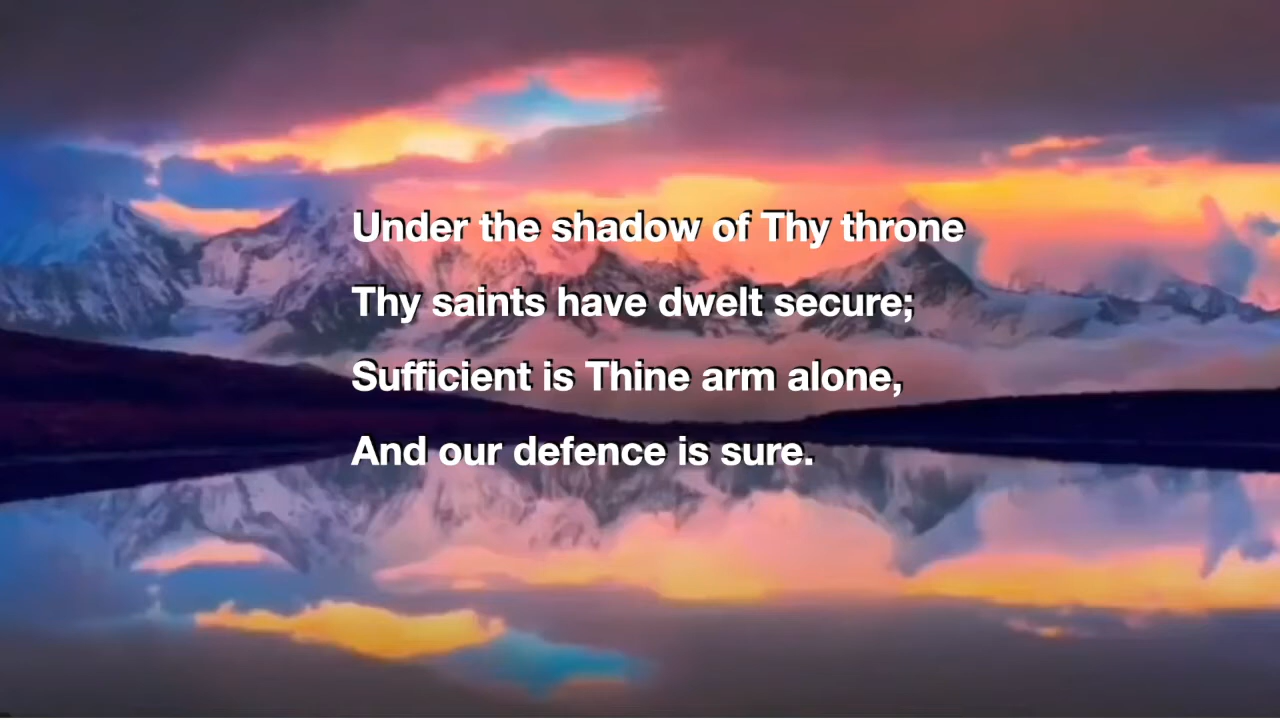 Under the shadow of Thy throne
Thy saints have dwelt secure;
Sufficient is Thine arm alone,
And our defence is sure.